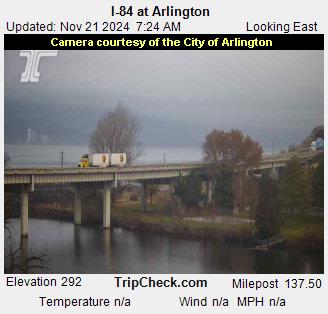 I-84 at Arlington
Updated: Nov 21 2024 7:24 AM Looking East
Camera courtesy of the City of Arlington
Elevation 292 TripCheck.com Milepost 137.50
Temperature n/a Wind n/a MPH n/a